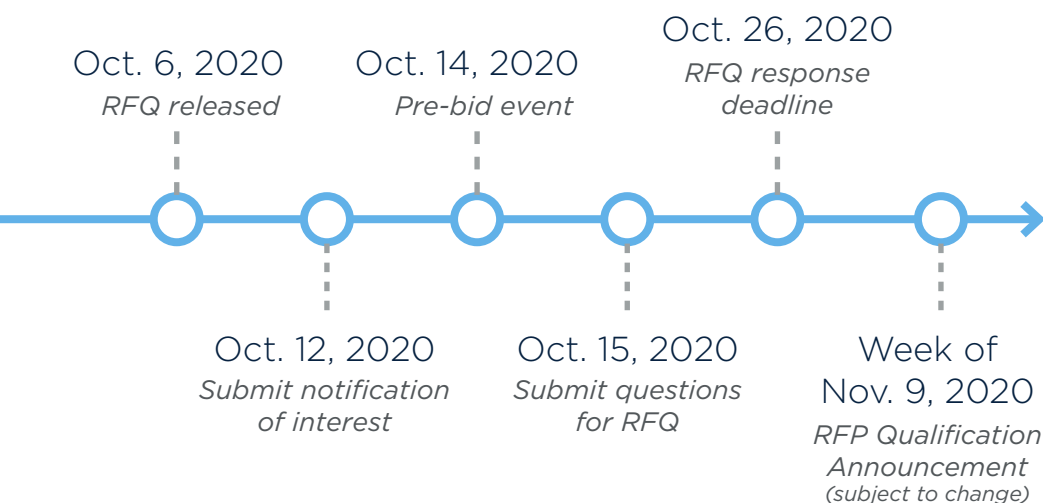 Oct. 6, 2020
RFQ released
Oct. 12, 2020
Submit notification
of interest
Oct. 14, 2020
Pre-bid event
Oct. 15, 2020
Submit questions
for RFQ
Oct. 26, 2020
RFQ response
deadline
Week of
Nov. 9, 2020
RFP Qualification
Announcement
(subject to change)